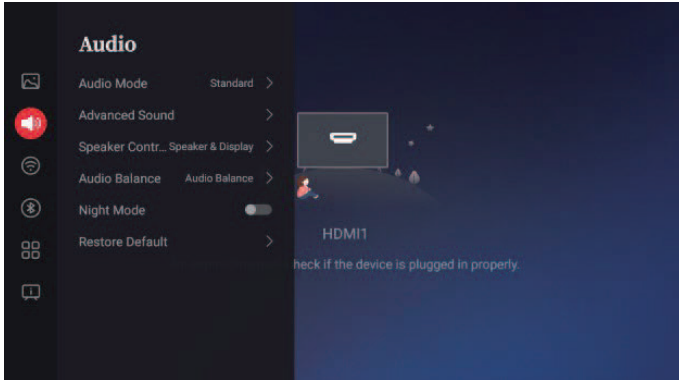 Audio
Audio Mode Standard
Advanced Sound
Speaker Contr... Speaker & Display
Audio Balance Audio Balance
Night Mode
Restore Default
HDMI1
heck if the device is plugged in properly.